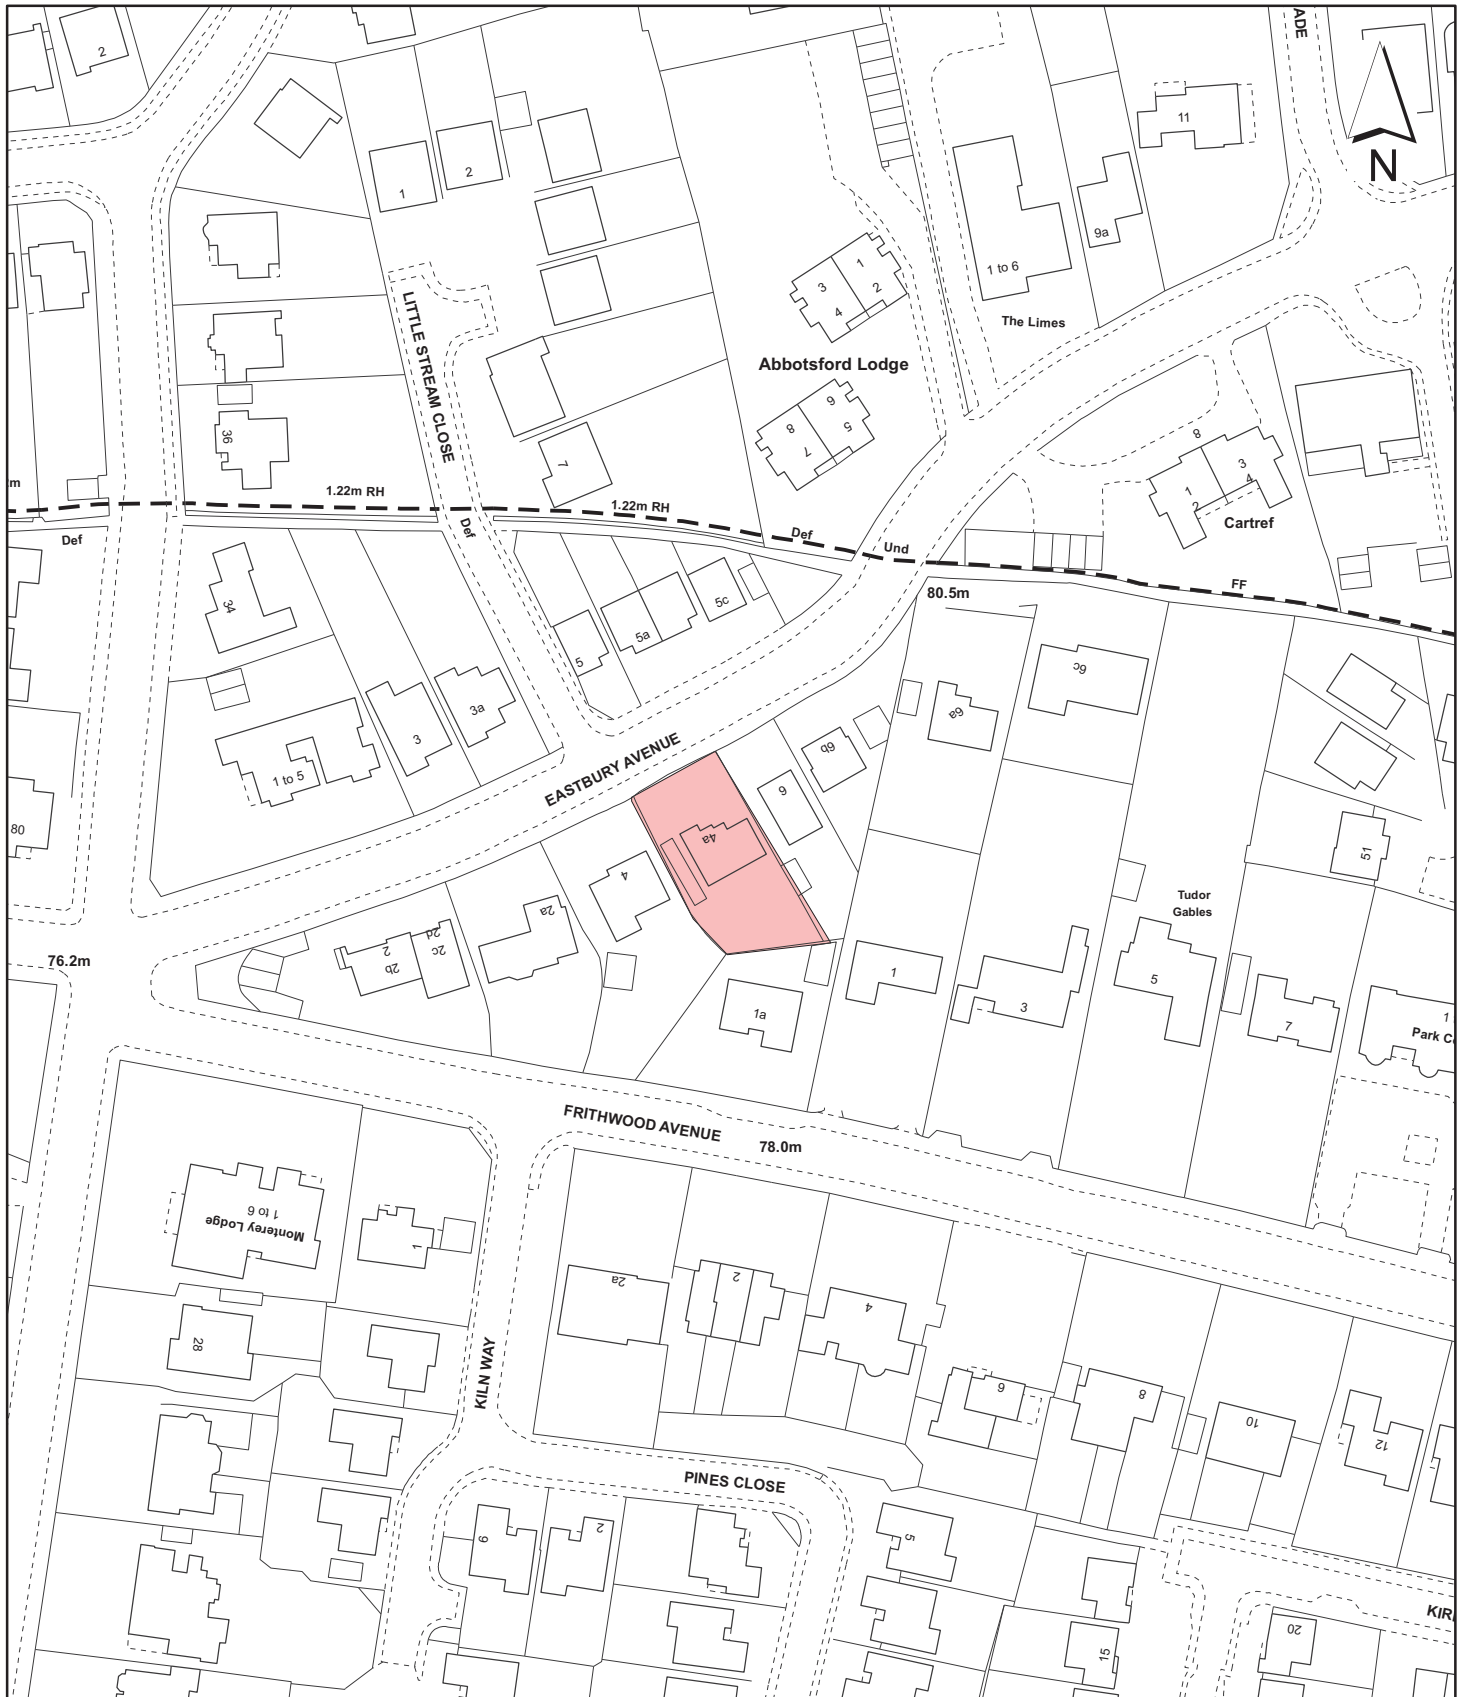 2
ADE
N
11
1
2
9a
1 to 6
The Limes
1
2
3
4
Abbotsford Lodge
6
5
8
7
LITTLE STREAM CLOSE
36
7
8
3
4
1
2
Cartref
m
1.22m RH
1.22m RH
Def
Def
Def
Und
FF
80.5m
34
5
5a
5c
6c
6a
3
3a
1 to 5
EASTBURY AVENUE
6b
6
4a
80
51
4
2a
2
2b
2c
2d
Tudor
Gables
76.2m
1
3
5
7
1a
1
Park C
FRITHWOOD AVENUE
78.0m
Monterey Lodge
1 to 6
1
28
2a
2
4
6
8
10
12
KILN WAY
PINES CLOSE
9
2
5
15
20
KIR